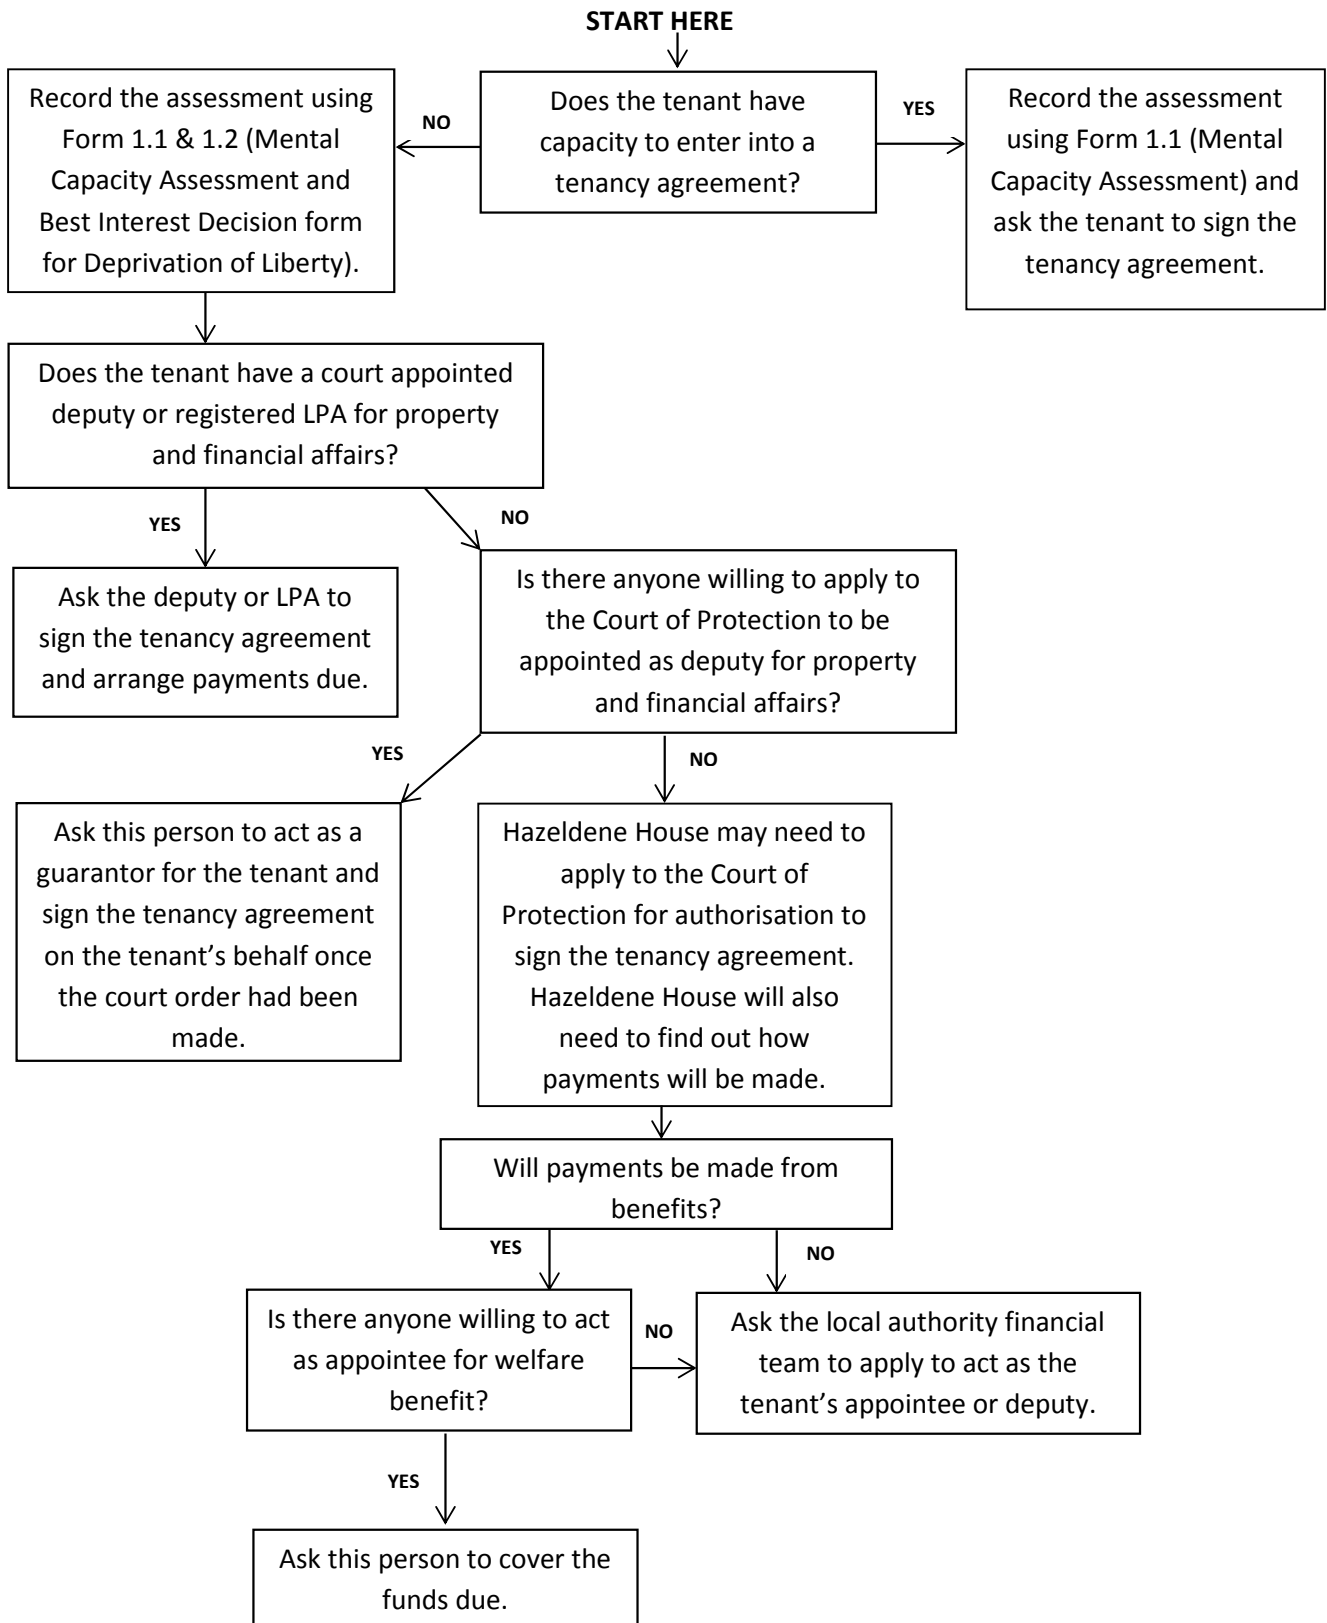 START HERE
Record the assessment using
Form 1.1 & 1.2 (Mental
Capacity Assessment and
Best Interest Decision form
for Deprivation of Liberty).
NO
Does the tenant have
capacity to enter into a
tenancy agreement?
YES
Record the assessment
using Form 1.1 (Mental
Capacity Assessment) and
ask the tenant to sign the
tenancy agreement.
Does the tenant have a court appointed
deputy or registered LPA for property
and financial affairs?
YES
NO
Ask the deputy or LPA to
sign the tenancy agreement
and arrange payments due.
Is there anyone willing to apply to
the Court of Protection to be
appointed as deputy for property
and financial affairs?
YES
NO
Ask this person to act as a
guarantor for the tenant and
sign the tenancy agreement
on the tenant’s behalf once
the court order had been
made.
Hazeldene House may need to
apply to the Court of
Protection for authorisation to
sign the tenancy agreement.
Hazeldene House will also
need to find out how
payments will be made.
Will payments be made from
benefits?
YES
NO
Is there anyone willing to act
as appointee for welfare
benefit?
NO
Ask the local authority financial
team to apply to act as the
tenant’s appointee or deputy.
YES
Ask this person to cover the
funds due.